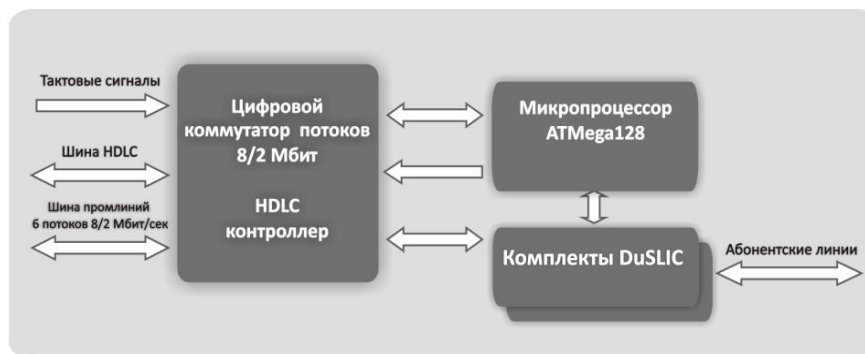 Тактовые сигналы
Шина HDLC
Шина промлиний
6 потоков 8/2 Мбит/сек
Цифровой
коммутатор потоков
8/2 Мбит
HDLC
контроллер
Микропроцессор
ATMega128
Комплекты DuSLIC
Абонентские линии